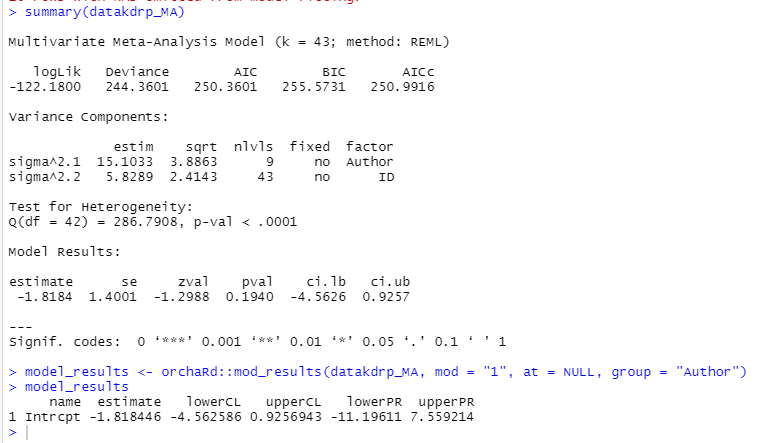 > summary(datakdrp_MA)
Multivariate Meta-Analysis Model (k = 43; method: REML)
logLik Deviance AIC BIC AICc
-122.1800 244.3601 250.3601 255.5731 250.9916
Variance Components:
estim sqrt nlvls fixed factor
sigma^2.1 15.1033 3.8863 9 no Author
sigma^2.2 5.8289 2.4143 43 no ID
Test for Heterogeneity:
Q(df = 42) = 286.7908, p-val < .0001
Model Results:
estimate se zval pval ci.lb ci.ub
-1.8184 1.4001 -1.2988 0.1940 -4.5626 0.9257
---
Signif. codes: 0 ‘***’ 0.001 ‘**’ 0.01 ‘*’ 0.05 ‘.’ 0.1 ‘ ’ 1
> model_results <- orchaRd::mod_results(datakdrp_MA, mod = "1", at = NULL, group = "Author")
> model_results
name estimate lowerCL upperCL lowerPR upperPR
1 Intrcpt -1.818446 -4.562586 0.9256943 -11.19611 7.559214
>